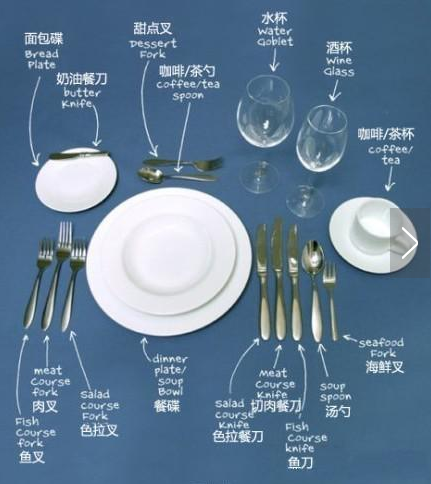 面包碟
Bread
Plate
奶油餐刀
butter
Knife
甜点叉
Dessert
Fork
咖啡/茶勺
Coffee/tea
spoon
水杯
Water
Goblet
酒杯
Wine
Glass
咖啡/茶杯
Coffee/
tea
Fish
Course
fork
鱼叉
meat
Course
fork
肉叉
Salad
Course
Fork
色拉叉
dinner
plate/
soup
Bowl
餐碟
Salad
Course
Knife
色拉餐刀
Meat
Course
Knife
切肉餐刀
Fish
Course
knife
鱼刀
soup
spoon
汤勺
seafood
Fork
海鲜叉